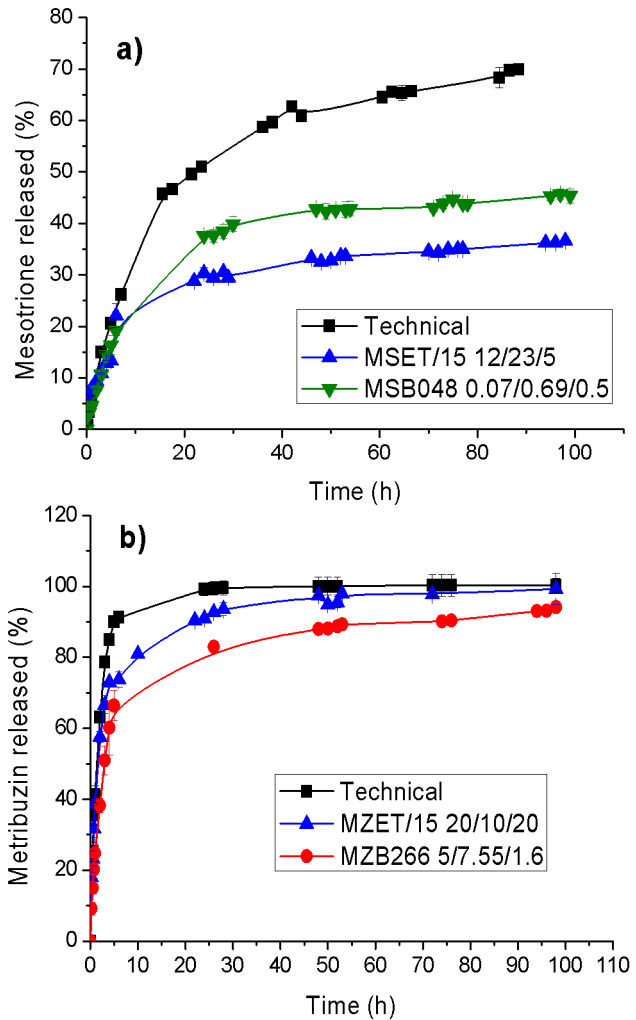 a)
80
70
60
50
40
30
20
10
0
Mesotrione released (%)
Technical
MSET/15 12/23/5
MSB048 0.07/0.69/0.5
0 20 40 60 80 100
Time (h)
b)
120
100
80
60
40
20
0
Metribuzin released (%)
Technical
MZET/15 20/10/20
MZB266 5/7.55/1.6
0 10 20 30 40 50 60 70 80 90 100 110
Time (h)